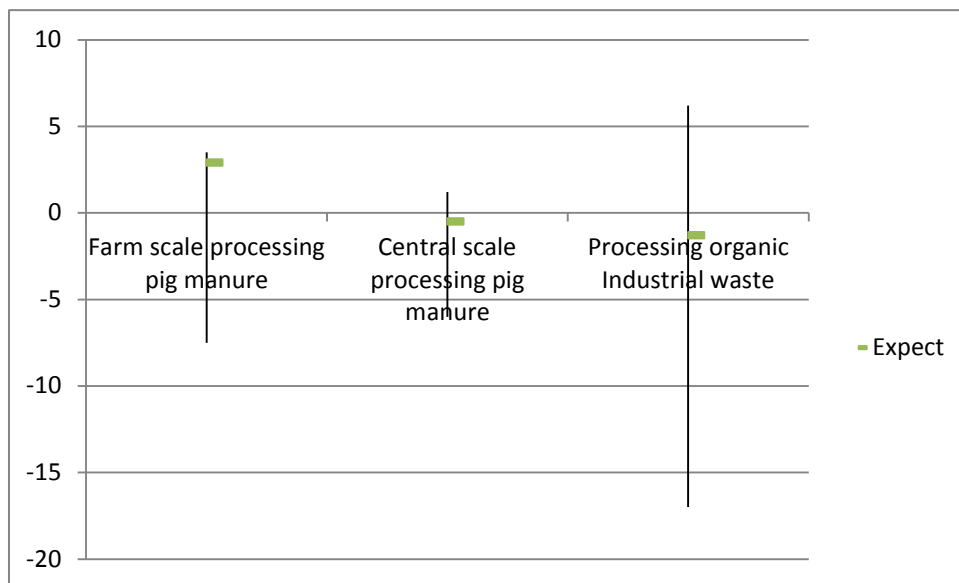 10
5
0
-5
-10
-15
-20
Farm scale processing
pig manure
Central scale
processing pig
manure
Processing organic
Industrial waste
Expect